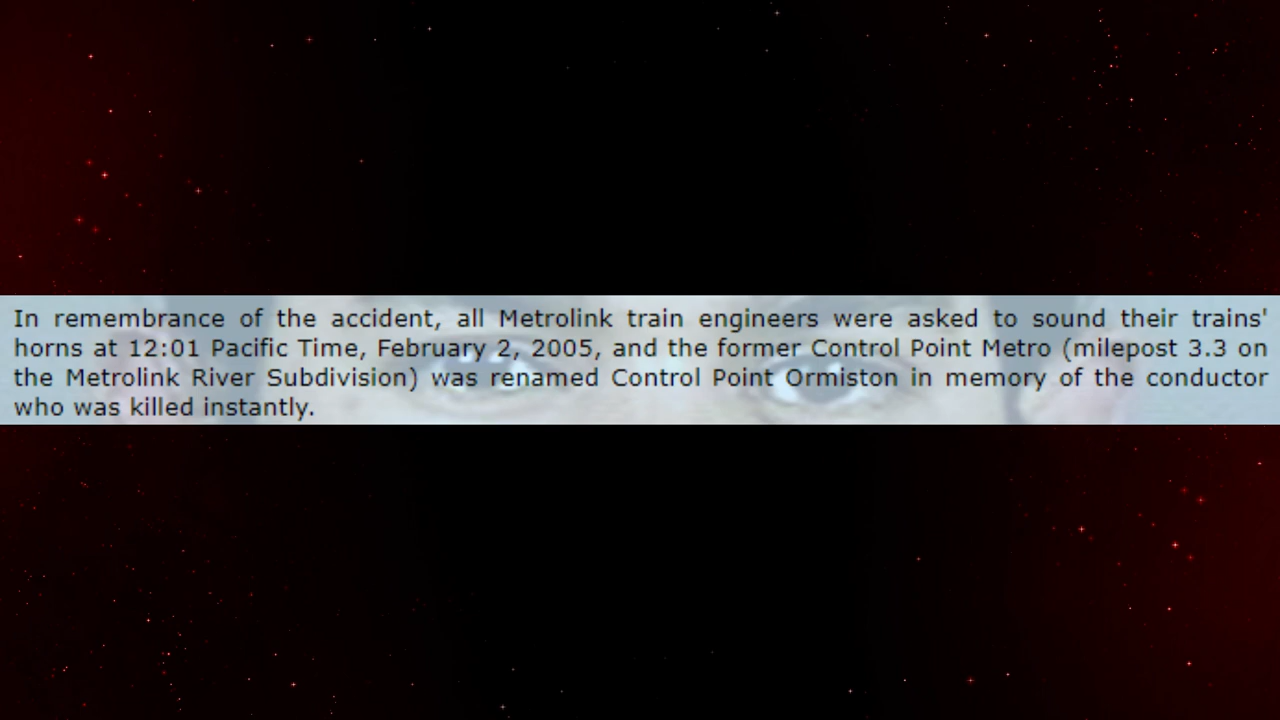 In remembrance of the accident, all Metrolink train engineers were asked to sound their trains'
horns at 12:01 Pacific Time, February 2, 2005, and the former Control Point Metro (milepost 3.3 on
the Metrolink River Subdivision) was renamed Control Point Ormiston in memory of the conductor
who was killed instantly.